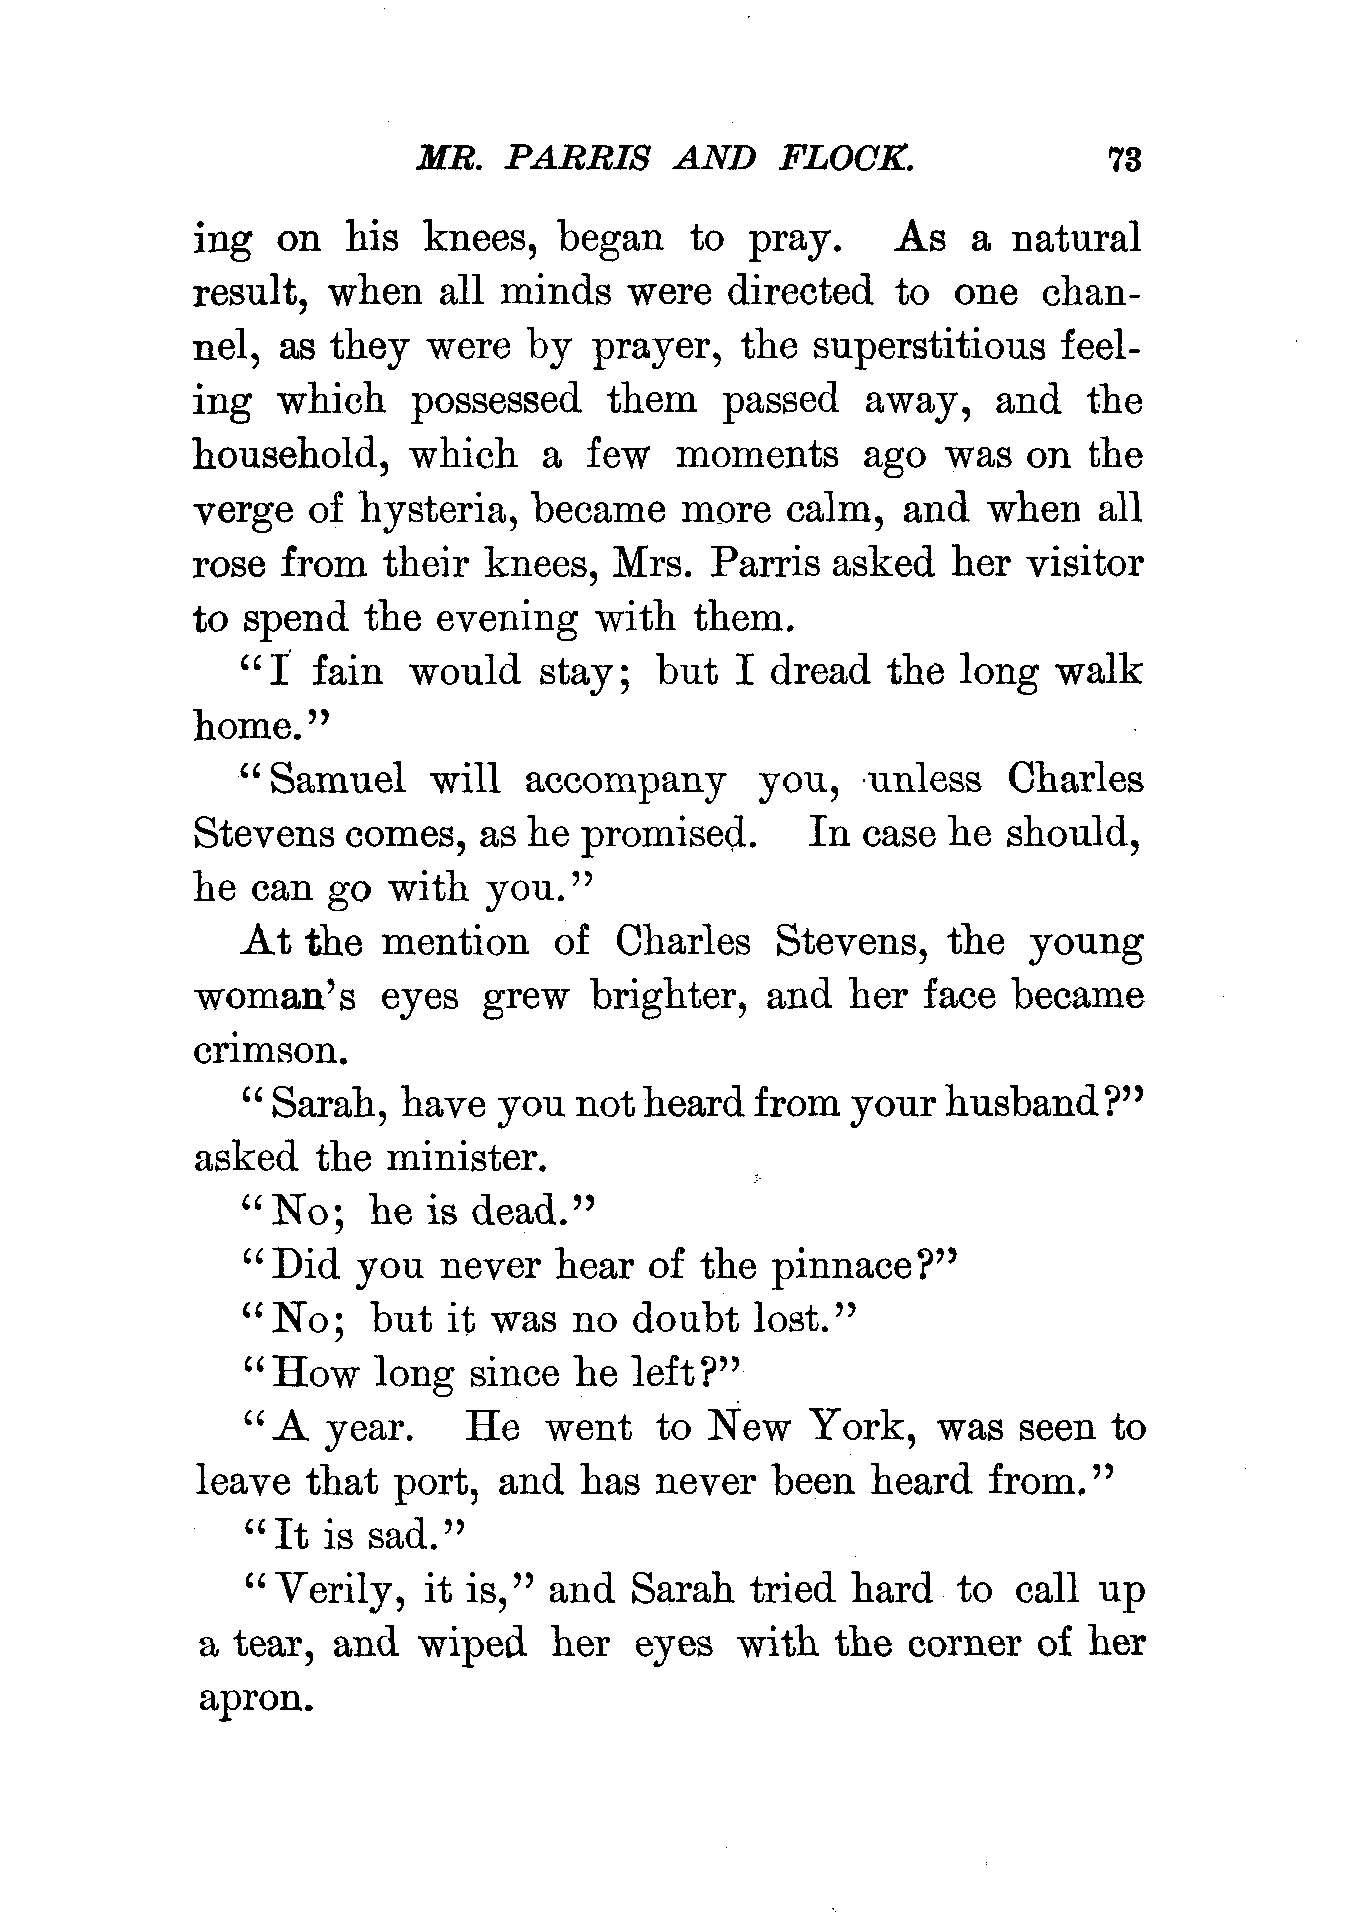 MR. PARRIS AND FLOCK. 73
ing on his knees, began to pray. As a natural
result, when all minds were directed to one chan-
nel, as they were by prayer, the superstitious feel-
ing which possessed them passed away, and the
household, which a few moments ago was on the
verge of hysteria, became more calm, and when all
rose from their knees, Mrs. Parris asked her visitor
to spend the evening with them.
"I fain would stay; but I dread the long walk
home."
"Samuel will accompany you, unless Charles
Stevens comes, as he promised. In case he should,
he can go with you."
At the mention of Charles Stevens, the young
woman's eyes grew brighter, and her face became
crimson.
"Sarah, have you not heard from your husband?"
asked the minister.
"No; he is dead."
"Did you never hear of the pinnace?"
"No; but it was no doubt lost."
"How long since he left?"
"A year. He went to New York, was seen to
leave that port, and has never been heard from."
"It is sad."
"Verily, it is," and Sarah tried hard to call up
a tear, and wiped her eyes with the corner of her
apron.